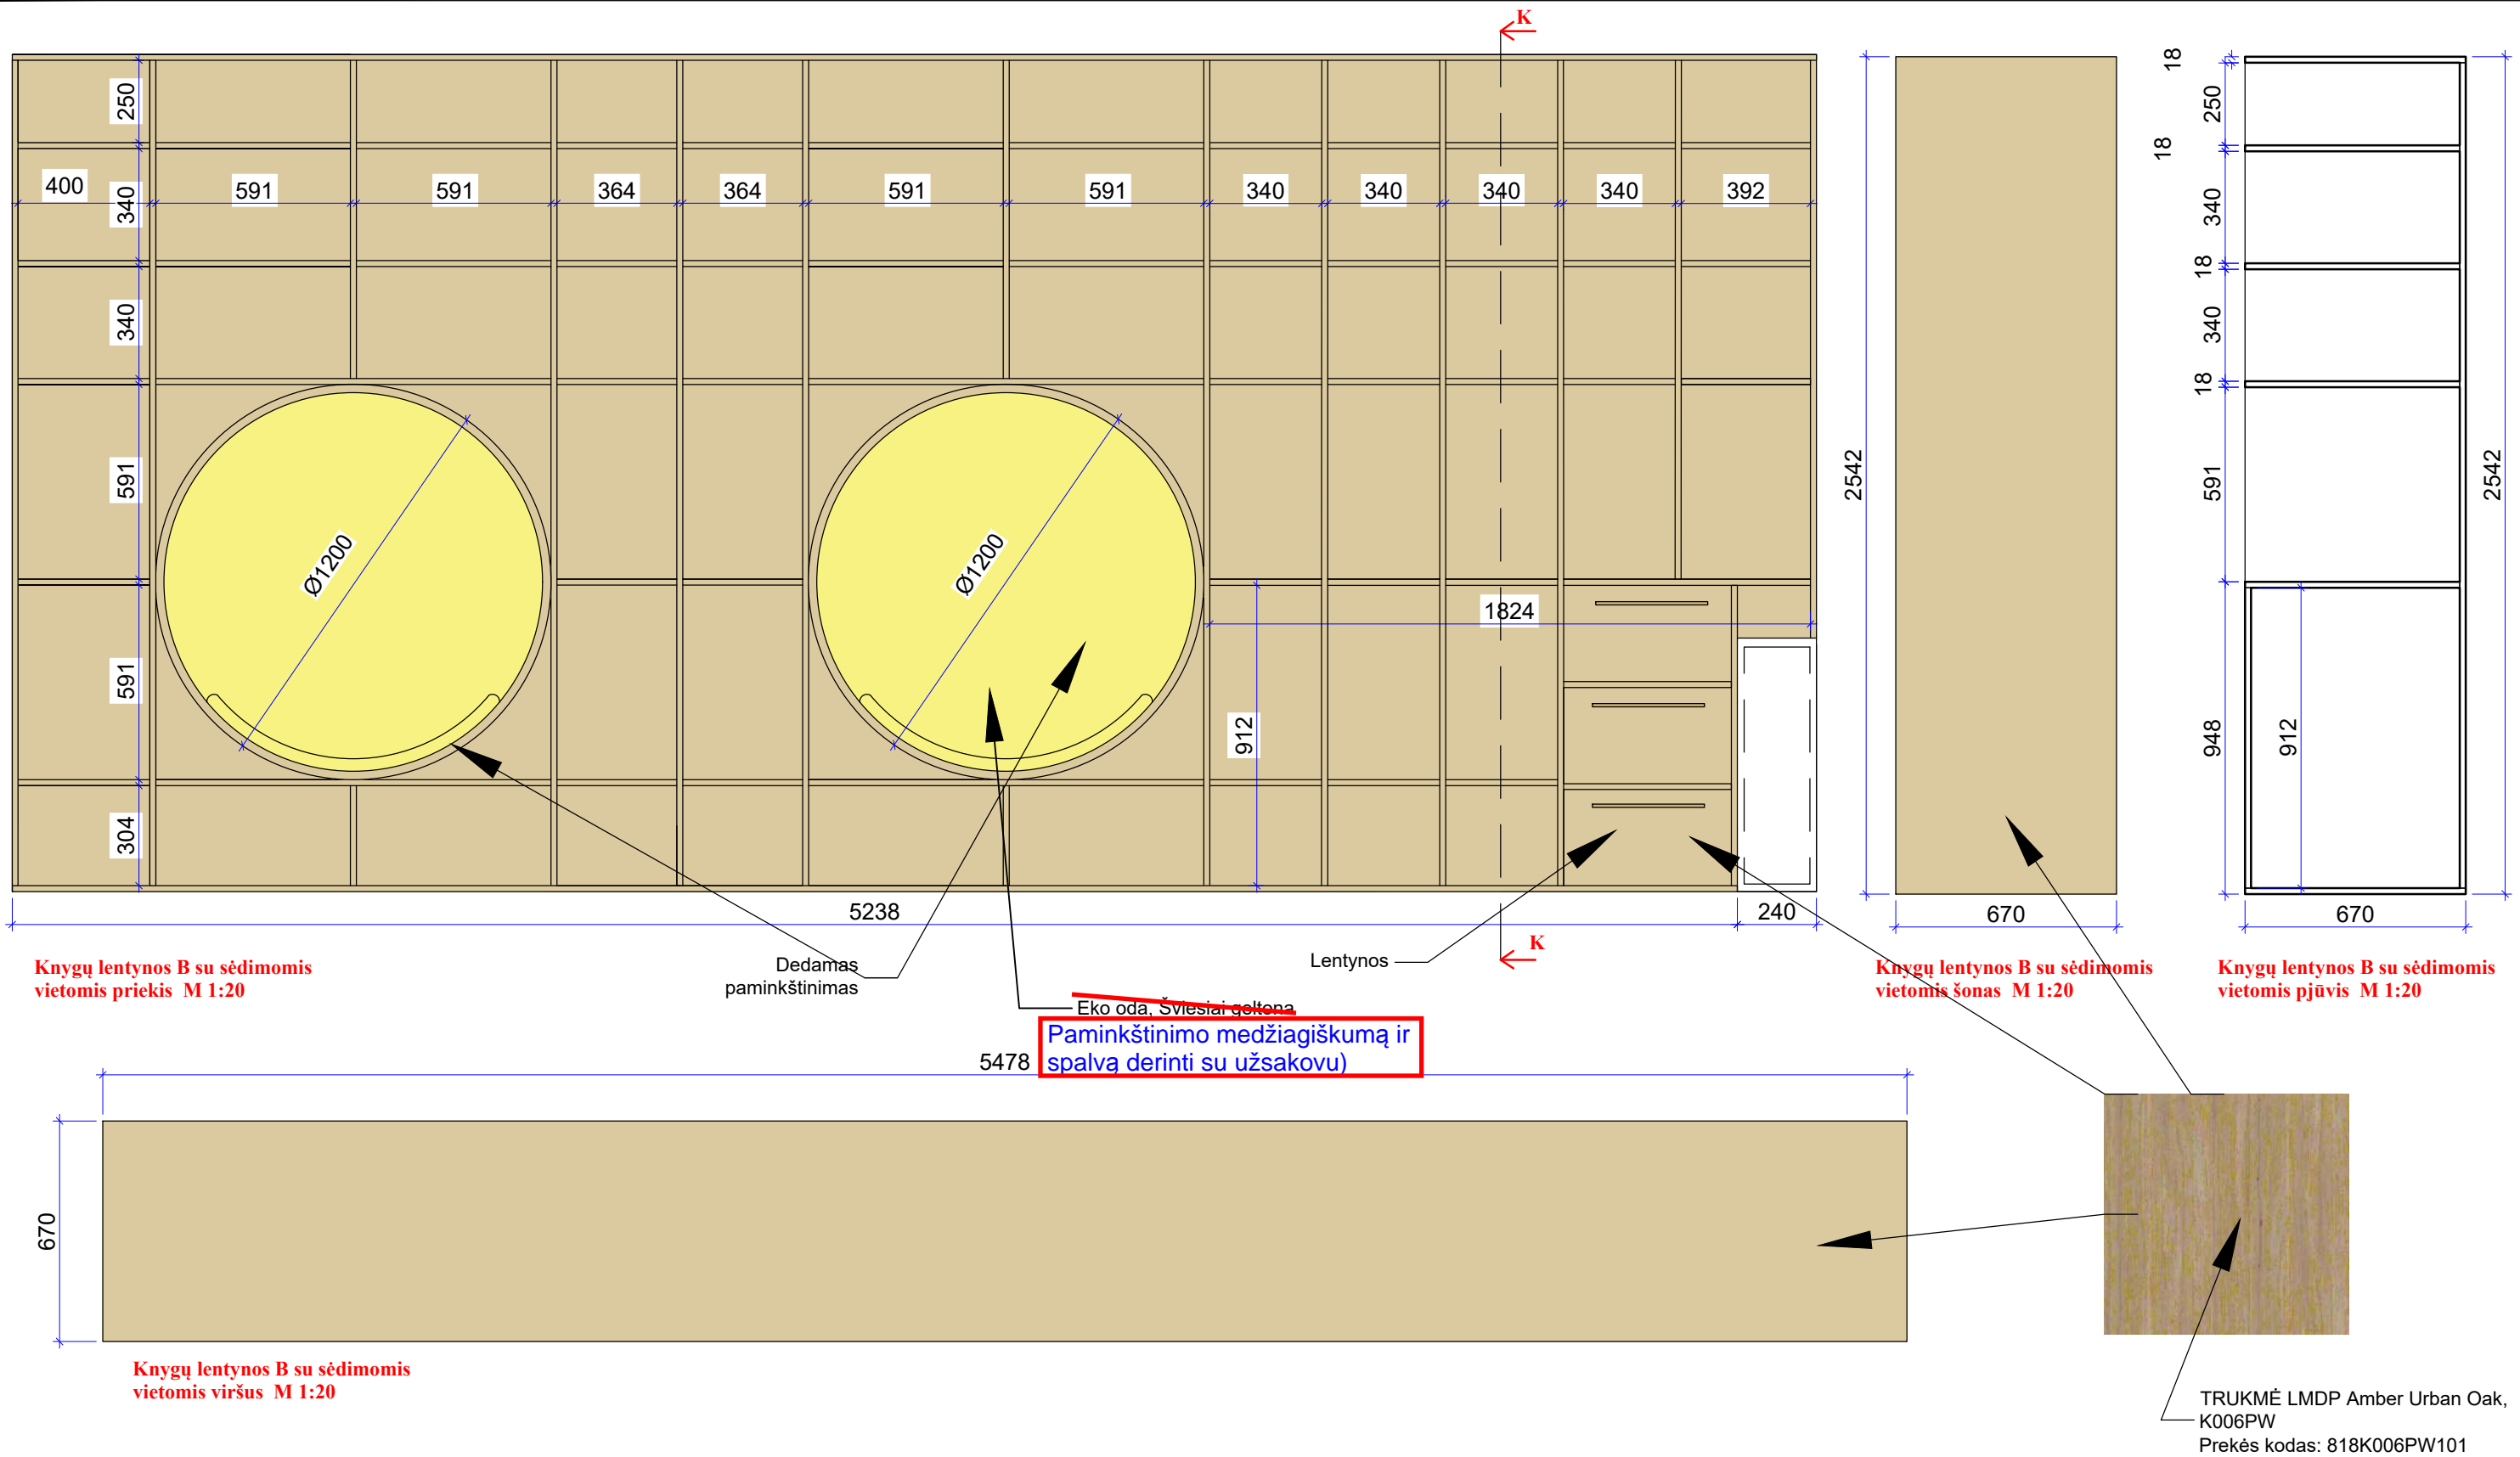 K
250
400
591
591
364
364
591
591
340
340
340
340
392
340
340
591
591
304
Ø1200
Ø1200
1824
912
5238
240
K
Knygų lentynos B su sėdimomis
vietomis priekis M 1:20
Dedamas
paminkštinimas
Lentynos
Eko oda, Šviesiai geltona
Paminkštinimo medžiagiškumą ir
spalvą derinti su užsakovu)
2542
670
Knygų lentynos B su sėdimomis
vietomis šonas M 1:20
18
250
18
340
18
340
18
591
948
912
2542
670
Knygų lentynos B su sėdimomis
vietomis pjūvis M 1:20
5478
670
Knygų lentynos B su sėdimomis
vietomis viršus M 1:20
TRUKMĖ LMDP Amber Urban Oak,
K006PW
Prekės kodas: 818K006PW101